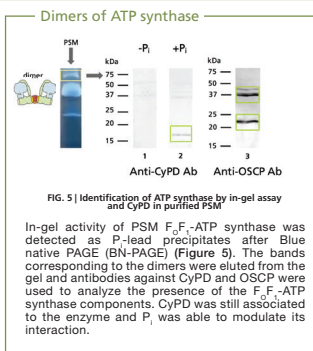 Dimers of ATP synthase
PSM
-Pi
+Pi
kDa
kDa
dimer
75
50
37
25
20
15
75
50
37
25
20
15
1
2
3
Anti-CyPD Ab
Anti-OSCP Ab
FIG. 5 | Identification of ATP synthase by in-gel assay
and CyPD in purified PSM
In-gel activity of PSM FOF1-ATP synthase was
detected as Pi-lead precipitates after Blue
native PAGE (BN-PAGE) (Figure 5). The bands
corresponding to the dimers were eluted from the
gel and antibodies against CyPD and OSCP were
used to analyze the presence of the FOF1-ATP
synthase components. CyPD was still associated
to the enzyme and Pi was able to modulate its
interaction.